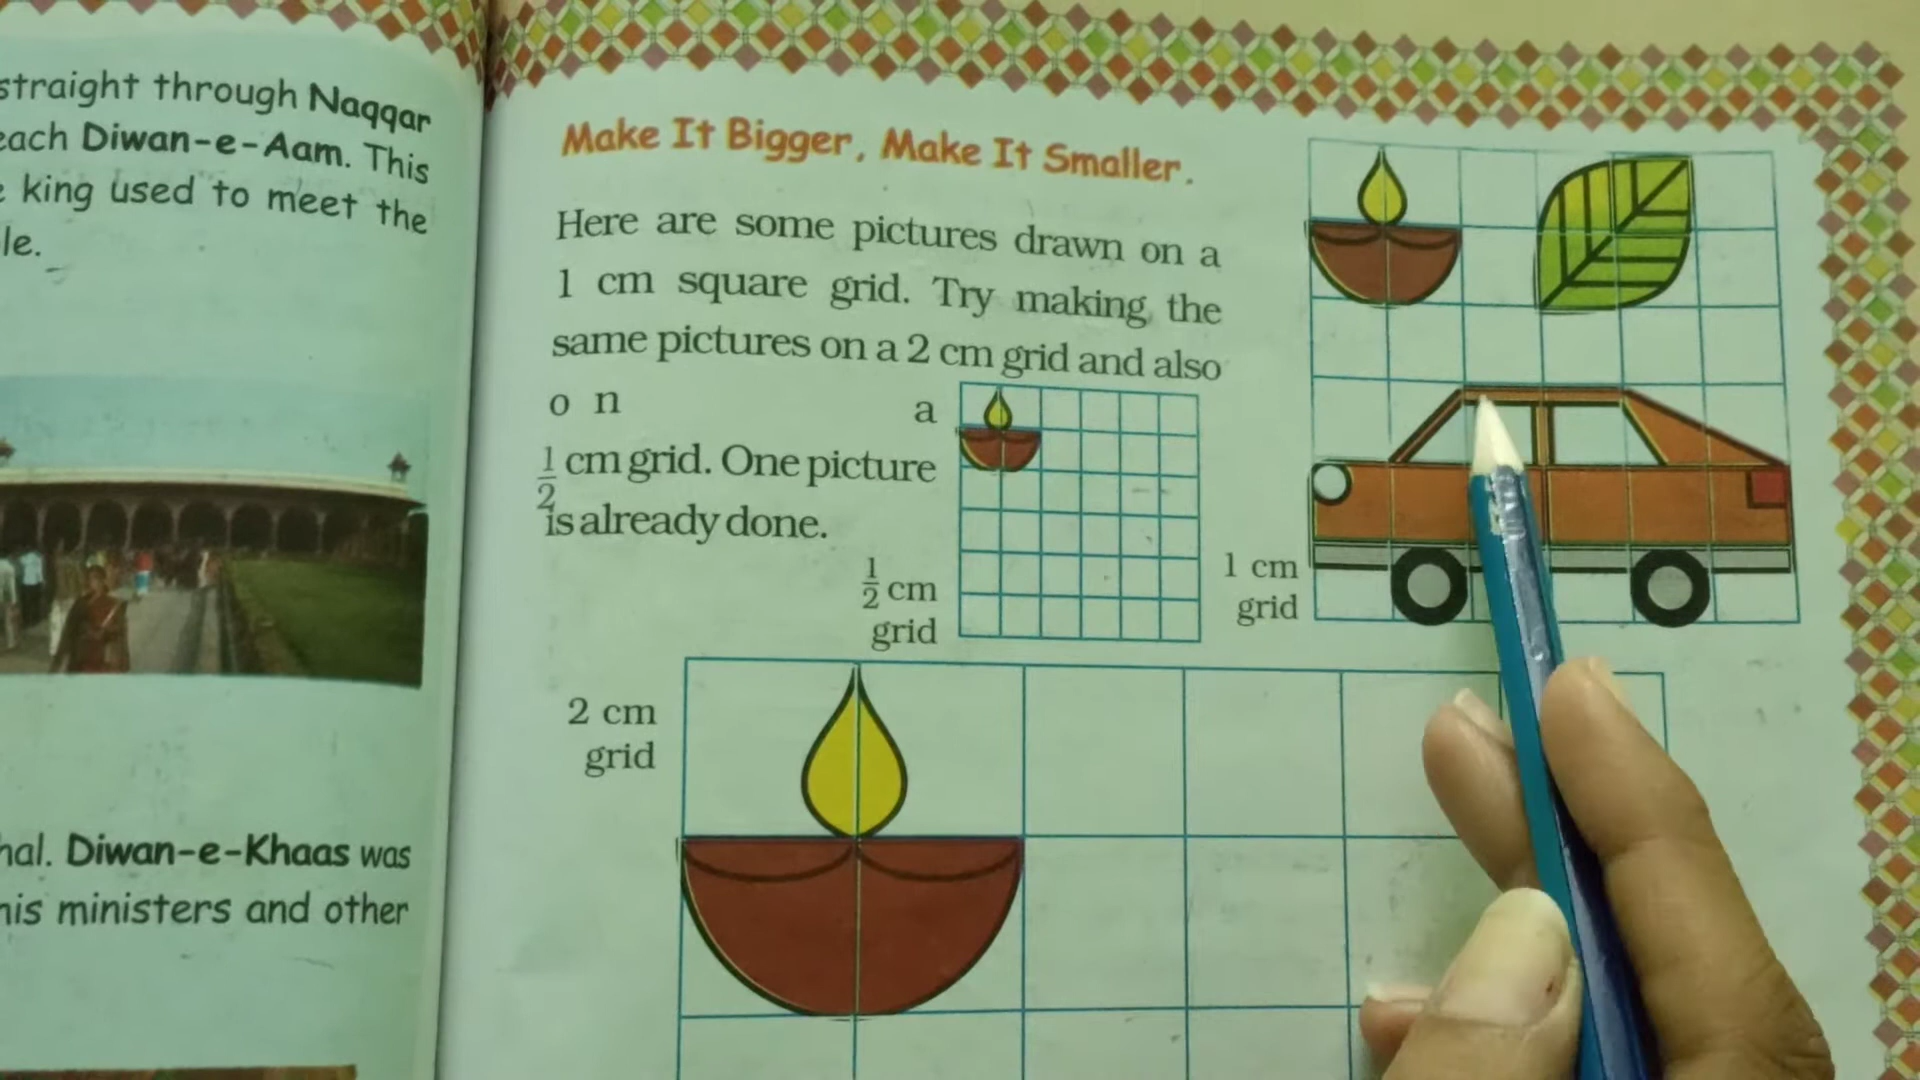 straight through Naqqar
each Diwan-e-Aam. This
king used to meet the
le.
hal. Diwan-e-Khaas was
his ministers and other
Make It Bigger, Make It Smaller.
Here are some pictures drawn on a
1 cm square grid. Try making the
same pictures on a 2 cm grid and also
o n a
1/2 cm grid. One picture
is already done.
1/2 cm
grid
1 cm
grid
2 cm
grid